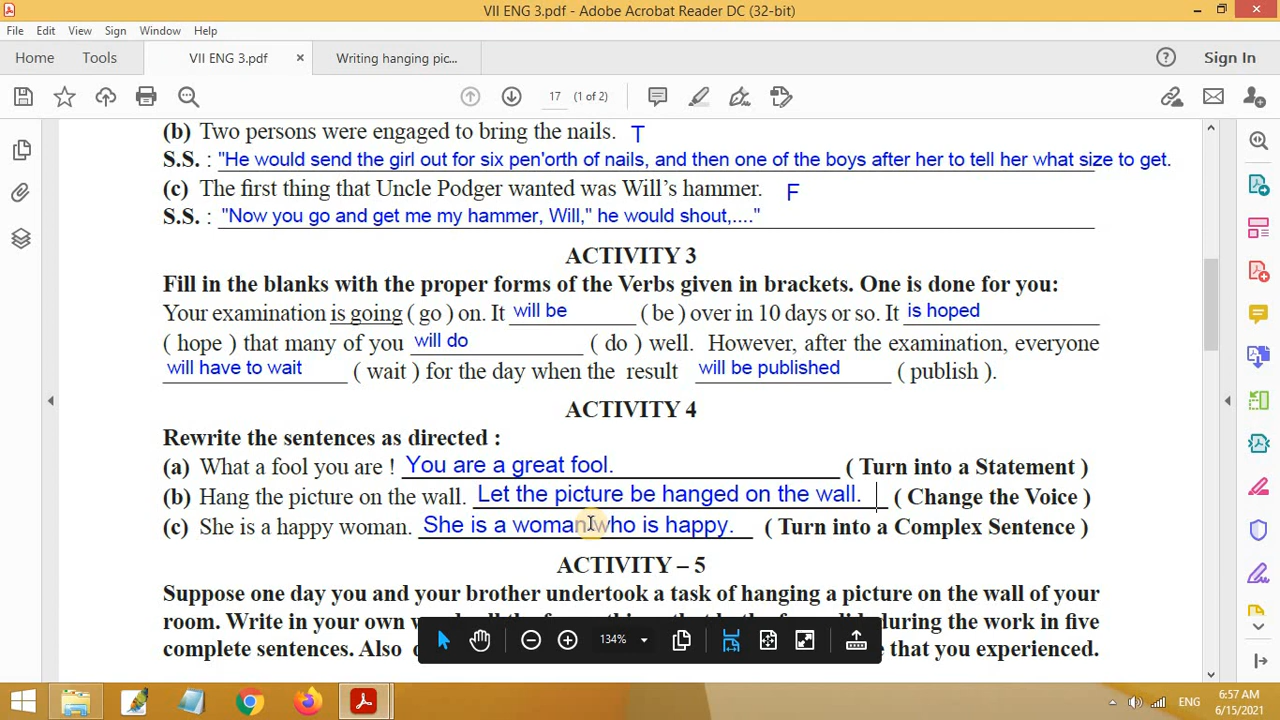 VII ENG 3.pdf - Adobe Acrobat Reader DC (32-bit)
File Edit View Sign Window Help
Home Tools VII ENG 3.pdf × Writing hanging pic... ? Sign In
17 (1 of 2)
(b) Two persons were engaged to bring the nails. T
S.S. : "He would send the girl out for six pen'orth of nails, and then one of the boys after her to tell her what size to get.
(c) The first thing that Uncle Podger wanted was Will's hammer. F
S.S. : "Now you go and get me my hammer, Will," he would shout,...."
ACTIVITY 3
Fill in the blanks with the proper forms of the Verbs given in brackets. One is done for you:
Your examination is going ( go ) on. It will be ( be ) over in 10 days or so. It is hoped
( hope ) that many of you will do ( do ) well. However, after the examination, everyone
will have to wait ( wait ) for the day when the result will be published ( publish ).
ACTIVITY 4
Rewrite the sentences as directed :
(a) What a fool you are ! You are a great fool. ( Turn into a Statement )
(b) Hang the picture on the wall. Let the picture be hanged on the wall. ( Change the Voice )
(c) She is a happy woman. She is a woman who is happy. ( Turn into a Complex Sentence )
ACTIVITY – 5
Suppose one day you and your brother undertook a task of hanging a picture on the wall of your
room. Write in your own during the work in five
complete sentences. Also that you experienced.
134%
ENG 6:57 AM
6/15/2021